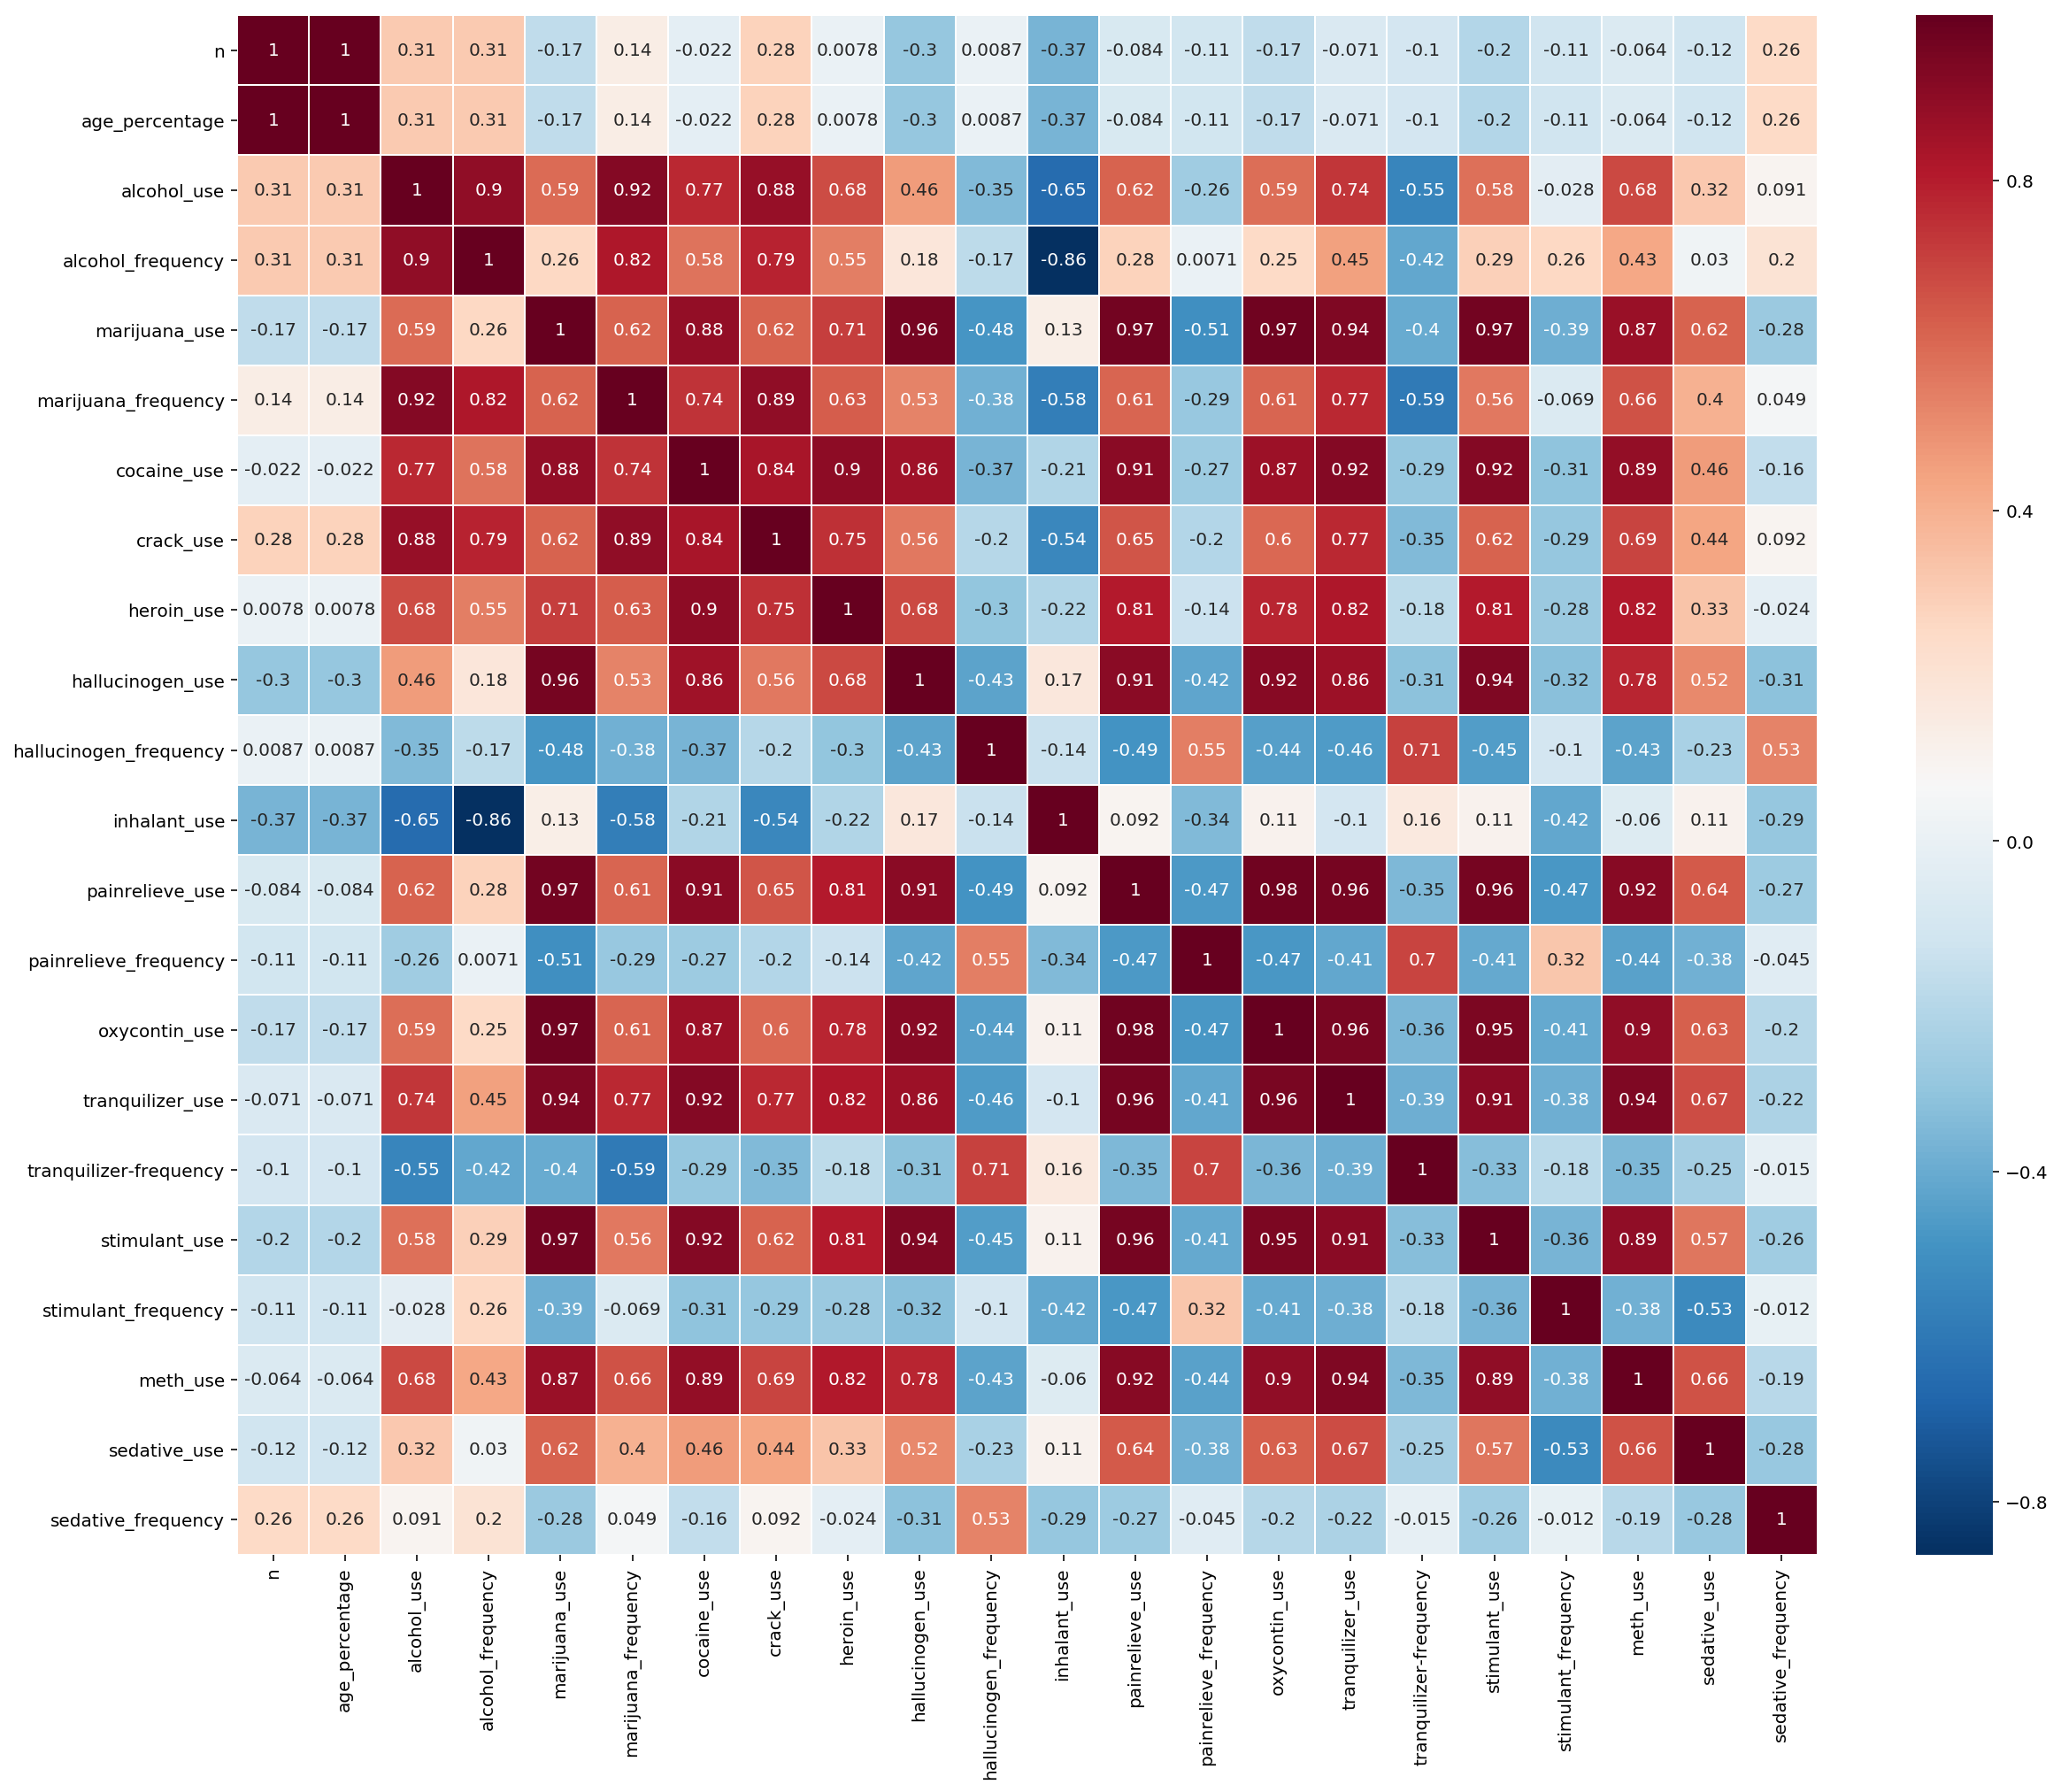 n 1 1 0.31 0.31 -0.17 0.14 -0.022 0.28 0.0078 -0.3 0.0087 -0.37 -0.084 -0.11 -0.17 -0.071 -0.1 -0.2 -0.11 -0.064 -0.12 0.26
age_percentage 1 1 0.31 0.31 -0.17 0.14 -0.022 0.28 0.0078 -0.3 0.0087 -0.37 -0.084 -0.11 -0.17 -0.071 -0.1 -0.2 -0.11 -0.064 -0.12 0.26
alcohol_use 0.31 0.31 1 0.9 0.59 0.92 0.77 0.88 0.68 0.46 -0.35 -0.65 0.62 -0.26 0.59 0.74 -0.55 0.58 -0.028 0.68 0.32 0.091
0.8
alcohol_frequency 0.31 0.31 0.9 1 0.26 0.82 0.58 0.79 0.55 0.18 -0.17 -0.86 0.28 0.0071 0.25 0.45 -0.42 0.29 0.26 0.43 0.03 0.2
marijuana_use -0.17 -0.17 0.59 0.26 1 0.62 0.88 0.62 0.71 0.96 -0.48 0.13 0.97 -0.51 0.97 0.94 -0.4 0.97 -0.39 0.87 0.62 -0.28
marijuana_frequency 0.14 0.14 0.92 0.82 0.62 1 0.74 0.89 0.63 0.53 -0.38 -0.58 0.61 -0.29 0.61 0.77 -0.59 0.56 -0.069 0.66 0.4 0.049
cocaine_use -0.022 -0.022 0.77 0.58 0.88 0.74 1 0.84 0.9 0.86 -0.37 -0.21 0.91 -0.27 0.87 0.92 -0.29 0.92 -0.31 0.89 0.46 -0.16
0.4
crack_use 0.28 0.28 0.88 0.79 0.62 0.89 0.84 1 0.75 0.56 -0.2 -0.54 0.65 -0.2 0.6 0.77 -0.35 0.62 -0.29 0.69 0.44 0.092
heroin_use 0.0078 0.0078 0.68 0.55 0.71 0.63 0.9 0.75 1 0.68 -0.3 -0.22 0.81 -0.14 0.78 0.82 -0.18 0.81 -0.28 0.82 0.33 -0.024
hallucinogen_use -0.3 -0.3 0.46 0.18 0.96 0.53 0.86 0.56 0.68 1 -0.43 0.17 0.91 -0.42 0.92 0.86 -0.31 0.94 -0.32 0.78 0.52 -0.31
hallucinogen_frequency 0.0087 0.0087 -0.35 -0.17 -0.48 -0.38 -0.37 -0.2 -0.3 -0.43 1 -0.14 -0.49 0.55 -0.44 -0.46 0.71 -0.45 -0.1 -0.43 -0.23 0.53
inhalant_use -0.37 -0.37 -0.65 -0.86 0.13 -0.58 -0.21 -0.54 -0.22 0.17 -0.14 1 0.092 -0.34 0.11 -0.1 0.16 0.11 -0.42 -0.06 0.11 -0.29
0.0
painrelieve_use -0.084 -0.084 0.62 0.28 0.97 0.61 0.91 0.65 0.81 0.91 -0.49 0.092 1 -0.47 0.98 0.96 -0.35 0.96 -0.47 0.92 0.64 -0.27
painrelieve_frequency -0.11 -0.11 -0.26 0.0071 -0.51 -0.29 -0.27 -0.2 -0.14 -0.42 0.55 -0.34 -0.47 1 -0.47 -0.41 0.7 -0.41 0.32 -0.44 -0.38 -0.045
oxycontin_use -0.17 -0.17 0.59 0.25 0.97 0.61 0.87 0.6 0.78 0.92 -0.44 0.11 0.98 -0.47 1 0.96 -0.36 0.95 -0.41 0.9 0.63 -0.2
tranquilizer_use -0.071 -0.071 0.74 0.45 0.94 0.77 0.92 0.77 0.82 0.86 -0.46 -0.1 0.96 -0.41 0.96 1 -0.39 0.91 -0.38 0.94 0.67 -0.22
tranquilizer-frequency -0.1 -0.1 -0.55 -0.42 -0.4 -0.59 -0.29 -0.35 -0.18 -0.31 0.71 0.16 -0.35 0.7 -0.36 -0.39 1 -0.33 -0.18 -0.35 -0.25 -0.015
−0.4
stimulant_use -0.2 -0.2 0.58 0.29 0.97 0.56 0.92 0.62 0.81 0.94 -0.45 0.11 0.96 -0.41 0.95 0.91 -0.33 1 -0.36 0.89 0.57 -0.26
stimulant_frequency -0.11 -0.11 -0.028 0.26 -0.39 -0.069 -0.31 -0.29 -0.28 -0.32 -0.1 -0.42 -0.47 0.32 -0.41 -0.38 -0.18 -0.36 1 -0.38 -0.53 -0.012
meth_use -0.064 -0.064 0.68 0.43 0.87 0.66 0.89 0.69 0.82 0.78 -0.43 -0.06 0.92 -0.44 0.9 0.94 -0.35 0.89 -0.38 1 0.66 -0.19
sedative_use -0.12 -0.12 0.32 0.03 0.62 0.4 0.46 0.44 0.33 0.52 -0.23 0.11 0.64 -0.38 0.63 0.67 -0.25 0.57 -0.53 0.66 1 -0.28
−0.8
sedative_frequency 0.26 0.26 0.091 0.2 -0.28 0.049 -0.16 0.092 -0.024 -0.31 0.53 -0.29 -0.27 -0.045 -0.2 -0.22 -0.015 -0.26 -0.012 -0.19 -0.28 1
n
age_percentage
alcohol_use
alcohol_frequency
marijuana_use
marijuana_frequency
cocaine_use
crack_use
heroin_use
hallucinogen_use
hallucinogen_frequency
inhalant_use
painrelieve_use
painrelieve_frequency
oxycontin_use
tranquilizer_use
tranquilizer-frequency
stimulant_use
stimulant_frequency
meth_use
sedative_use
sedative_frequency